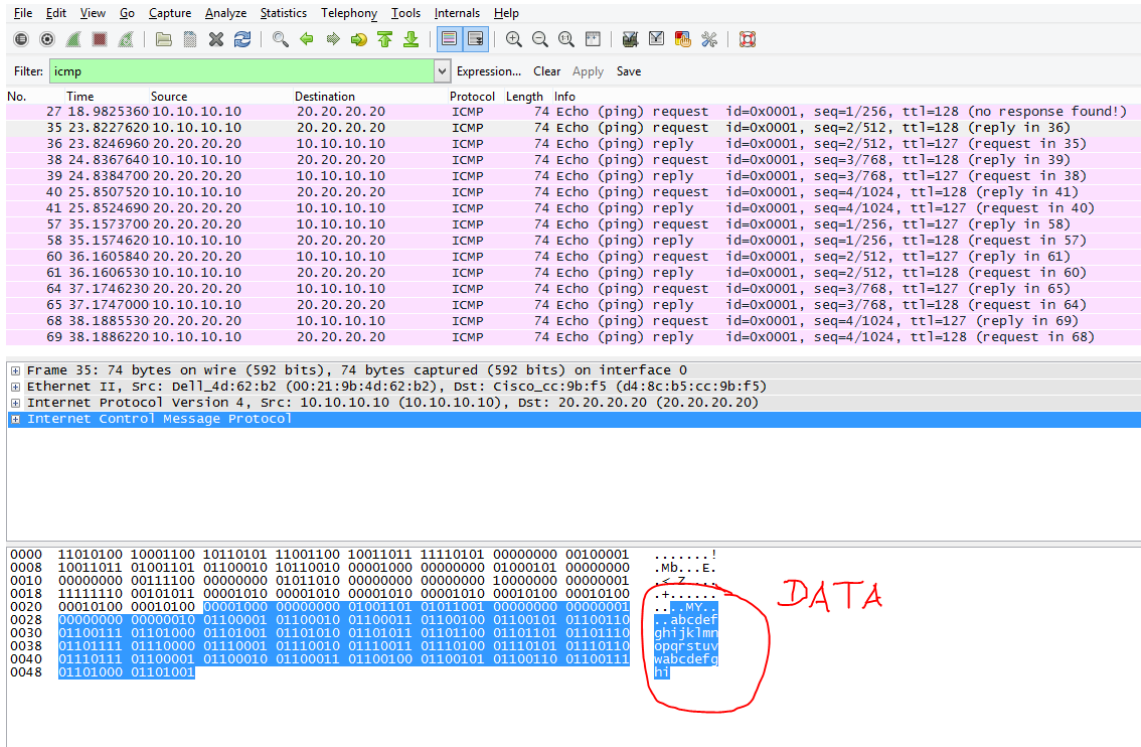 File Edit View Go Capture Analyze Statistics Telephony Tools Internals Help
Filter: icmp Expression... Clear Apply Save
No. Time Source Destination Protocol Length Info
27 18.9825360 10.10.10.10 20.20.20.20 ICMP 74 Echo (ping) request id=0x0001, seq=1/256, ttl=128 (no response found!)
35 23.8227620 10.10.10.10 20.20.20.20 ICMP 74 Echo (ping) request id=0x0001, seq=2/512, ttl=128 (reply in 36)
36 23.8246960 20.20.20.20 10.10.10.10 ICMP 74 Echo (ping) reply id=0x0001, seq=2/512, ttl=127 (request in 35)
38 24.8367640 10.10.10.10 20.20.20.20 ICMP 74 Echo (ping) request id=0x0001, seq=3/768, ttl=128 (reply in 39)
39 24.8384700 20.20.20.20 10.10.10.10 ICMP 74 Echo (ping) reply id=0x0001, seq=3/768, ttl=127 (request in 38)
40 25.8507520 10.10.10.10 20.20.20.20 ICMP 74 Echo (ping) request id=0x0001, seq=4/1024, ttl=128 (reply in 41)
41 25.8524690 20.20.20.20 10.10.10.10 ICMP 74 Echo (ping) reply id=0x0001, seq=4/1024, ttl=127 (request in 40)
57 35.1573700 20.20.20.20 10.10.10.10 ICMP 74 Echo (ping) request id=0x0001, seq=1/256, ttl=127 (reply in 58)
58 35.1574620 10.10.10.10 20.20.20.20 ICMP 74 Echo (ping) reply id=0x0001, seq=1/256, ttl=128 (request in 57)
60 36.1605840 20.20.20.20 10.10.10.10 ICMP 74 Echo (ping) request id=0x0001, seq=2/512, ttl=127 (reply in 61)
61 36.1606530 10.10.10.10 20.20.20.20 ICMP 74 Echo (ping) reply id=0x0001, seq=2/512, ttl=128 (request in 60)
64 37.1746230 20.20.20.20 10.10.10.10 ICMP 74 Echo (ping) request id=0x0001, seq=3/768, ttl=127 (reply in 65)
65 37.1747000 10.10.10.10 20.20.20.20 ICMP 74 Echo (ping) reply id=0x0001, seq=3/768, ttl=128 (request in 64)
68 38.1885530 20.20.20.20 10.10.10.10 ICMP 74 Echo (ping) request id=0x0001, seq=4/1024, ttl=127 (reply in 69)
69 38.1886220 10.10.10.10 20.20.20.20 ICMP 74 Echo (ping) reply id=0x0001, seq=4/1024, ttl=128 (request in 68)
Frame 35: 74 bytes on wire (592 bits), 74 bytes captured (592 bits) on interface 0
Ethernet II, Src: Dell_4d:62:b2 (00:21:9b:4d:62:b2), Dst: Cisco_cc:9b:f5 (d4:8c:b5:cc:9b:f5)
Internet Protocol Version 4, Src: 10.10.10.10 (10.10.10.10), Dst: 20.20.20.20 (20.20.20.20)
Internet Control Message Protocol
0000 11010100 10001100 10110101 11001100 10011011 11110101 00000000 00100001 .......!
0008 10011011 01001101 01100010 10110010 00001000 00000000 01000101 00000000 .Mb...E.
0010 00000000 00111100 00000000 01011010 00000000 00000000 10000000 00000001 .<.Z....
0018 11111110 00101011 00001010 00001010 00001010 00001010 00010100 00010100 .+......
0020 00010100 00010100 00001000 00000000 01001101 01011001 00000000 00000001 ....MY..
0028 00000000 00000010 01100001 01100010 01100011 01100100 01100101 01100110 ..abcdef
0030 01100111 01101000 01101001 01101010 01101011 01101100 01101101 01101110 ghijklmn
0038 01101111 01110000 01110001 01110010 01110011 01110100 01110101 01110110 opqrstuv
0040 01110111 01100001 01100010 01100011 01100100 01100101 01100110 01100111 wabcdefg
0048 01101000 01101001 hi
DATA